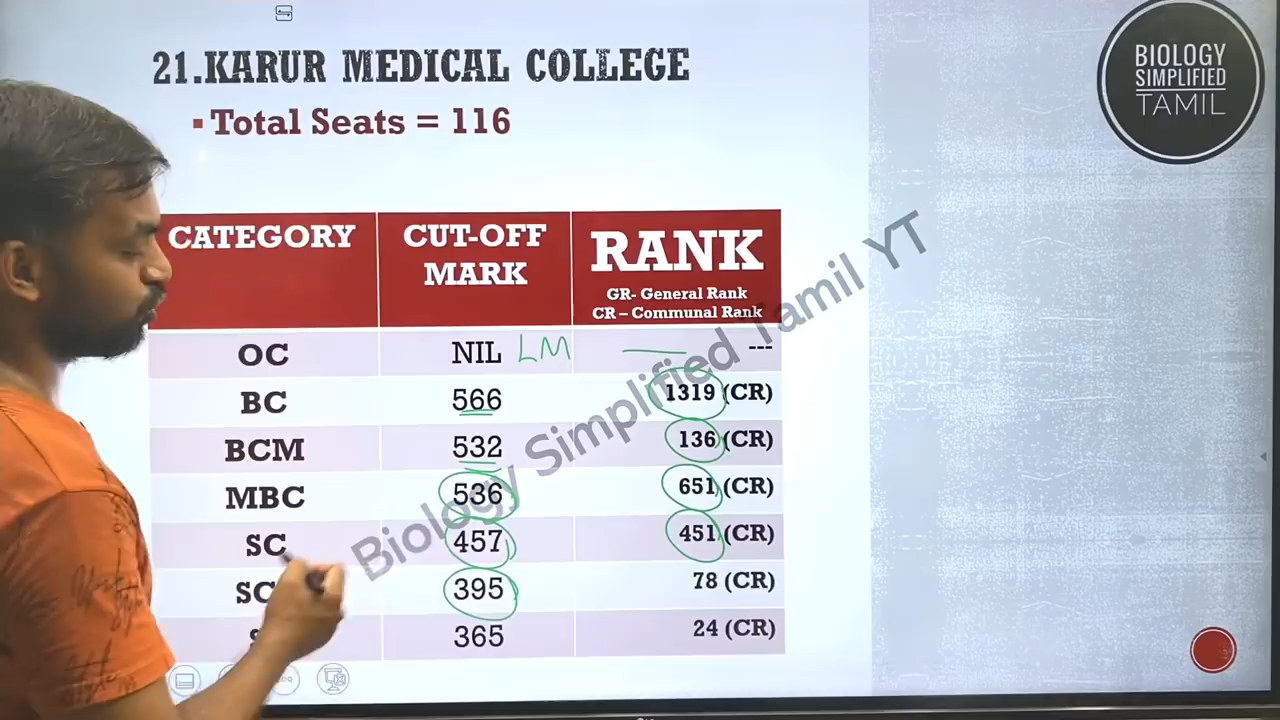 21.KARUR MEDICAL COLLEGE
▪ Total Seats = 116
BIOLOGY
SIMPLIFIED
TAMIL
CATEGORY CUT-OFF MARK RANK
GR- General Rank
CR – Communal Rank
OC NIL LM ---
BC 566 1319 (CR)
BCM 532 136 (CR)
MBC 536 651 (CR)
SC 457 451 (CR)
395 78 (CR)
365 24 (CR)
Biology Simplified Tamil YT